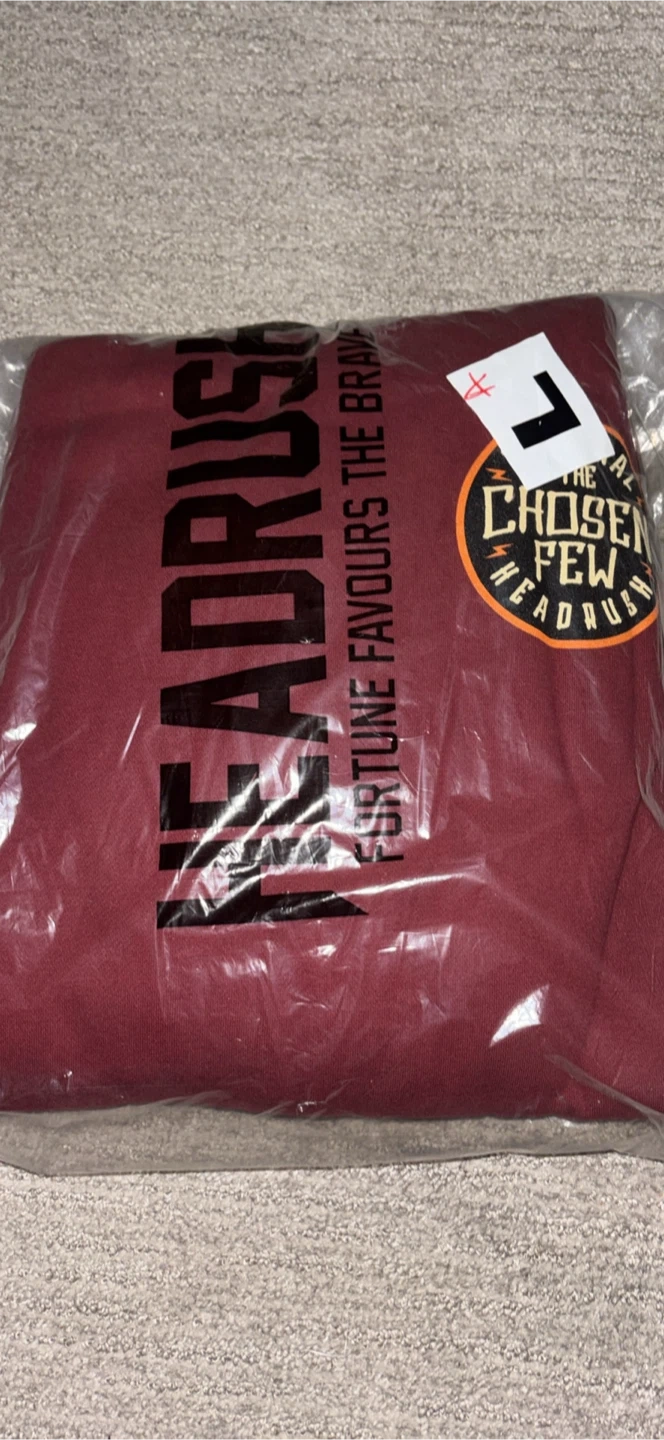 HEADRUSH
FORTUNE FAVOURS THE BRAVE
L
THE
CHOSEN
FEW
HEADRUSH